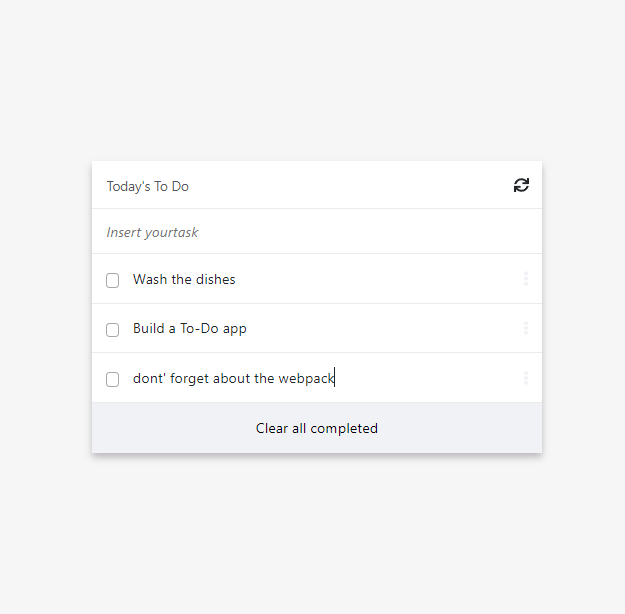 Today's To Do
Insert yourtask
Wash the dishes
Build a To-Do app
dont' forget about the webpack
Clear all completed